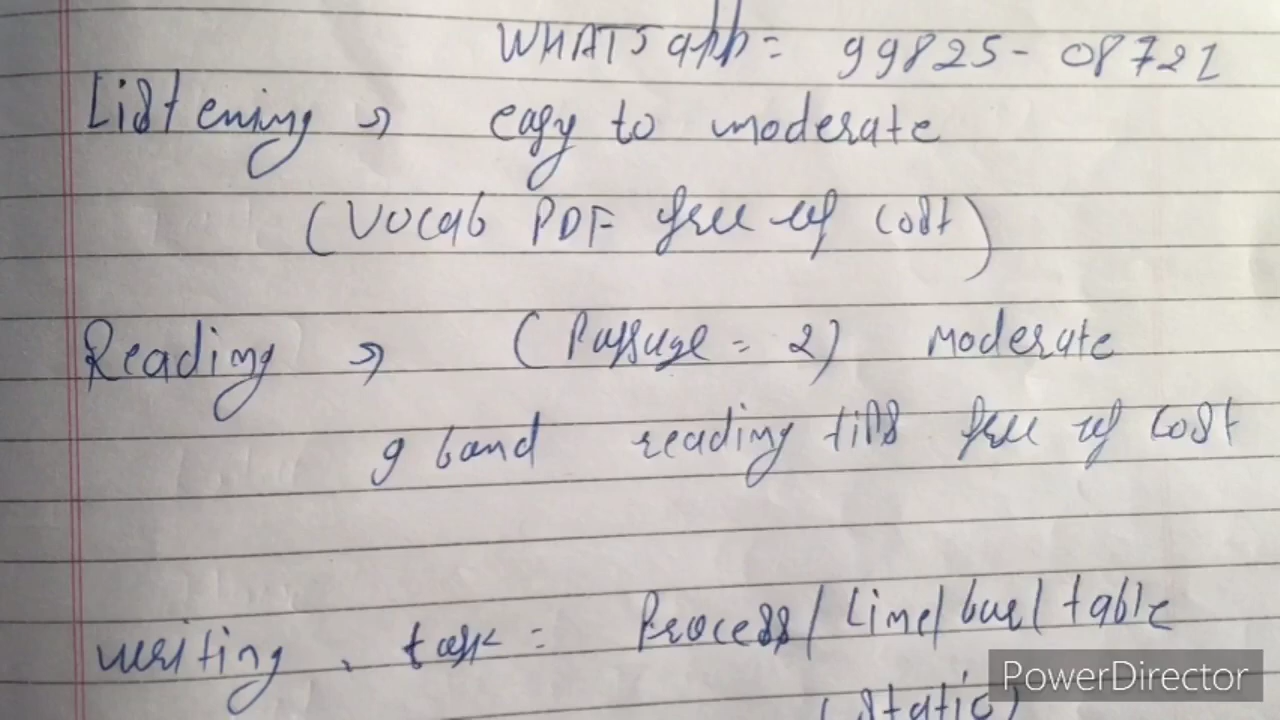 WHATSapp = 99825-08721
Listening → easy to moderate
(Vocab PDF free of cost)
Reading → (Passage = 2) Moderate
9 band reading tips free of cost
writing . task = Process/Line/bar/table
(static)
PowerDirector